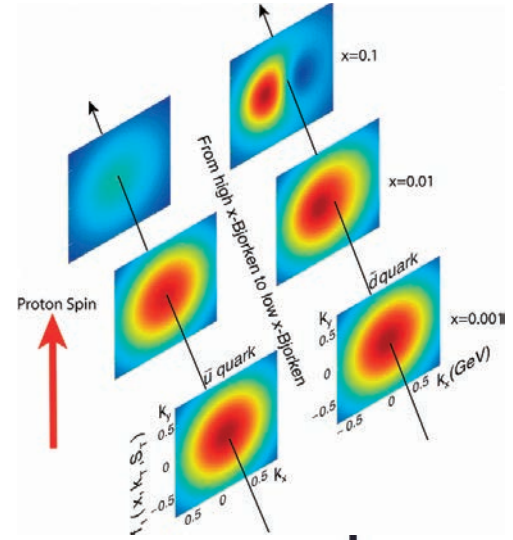 x=0.1
x=0.01
x=0.001
From high x-Bjorken to low x-Bjorken
Proton Spin
ū quark
d̄ quark
k_y
0.5
0
-0.5
-0.5
0
0.5
k_x(GeV)
k_y
0.5
0
-0.5
-0.5
0
0.5
k_x
(x,k_T,S_T)